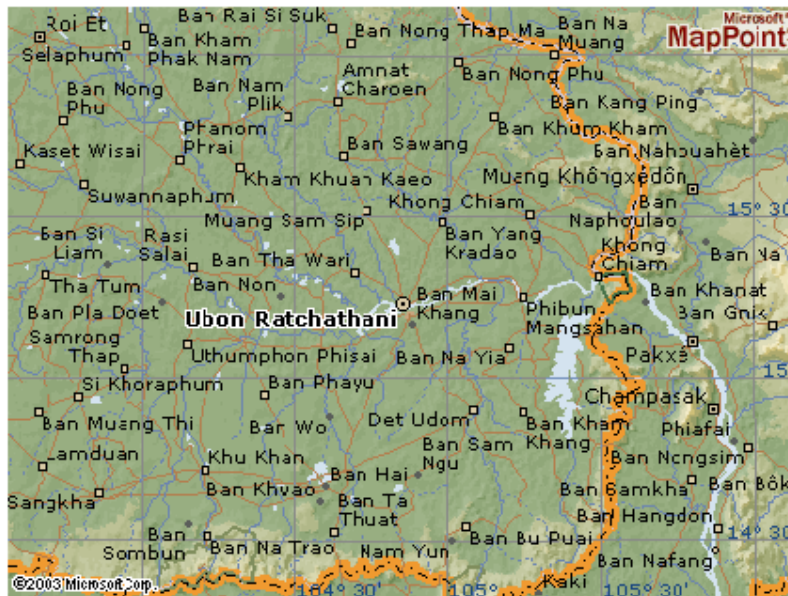 Microsoft
MapPoint
Roi Et
Selaphum
Ban Rai Si Suk
Ban Kham
Phak Nam
Ban Nong Thap Ma
Ban Na
Muang
Ban Nong Phu
Amnat
Charoen
Ban Nong
Phu
Ban Nam
Plik
Ban Kang Ping
Phanom
Phrai
Ban Sawang
Ban Khum Kham
Kaset Wisai
Ban Nahouahèt
Kham Khuan Kaeo
Muang Khôngxédôn
Suwannaphum
Khong Chiam
Ban
Naphoulao
15° 30'
Muang Sam Sip
Ban Yang
Kradao
Ban Si
Liam
Rasi
Salai
Khong
Chiam
Ban Na
Ban Tha Wari
Tha Tum
Ban Non
Ban Mai
Khang
Ban Khanat
Ban Pla Doet
Ubon Ratchathani
Phibun
Mangsahan
Ban Gnik
Samrong
Thap
Uthumphon Phisai
Ban Na Yia
Pakxé
15°
Si Khoraphum
Ban Phayu
Champasak
Ban Muang Thi
Ban Wo
Det Udom
Ban Kham
Khang
Phiafai
Lamduan
Khu Khan
Ban Sam
Ngu
Ban Nongsim
Sangkha
Ban Khvao
Ban Hai
Ban Samkha
Ban Bôk
Ban Ta
Thuat
Ban Hangdon
14° 30'
Ban
Sombun
Ban Na Trao
Nam Yun
Ban Bu Puai
Ban Nafang
Kaki
104° 30'
105°
105° 30'
©2003 Microsoft Corp.